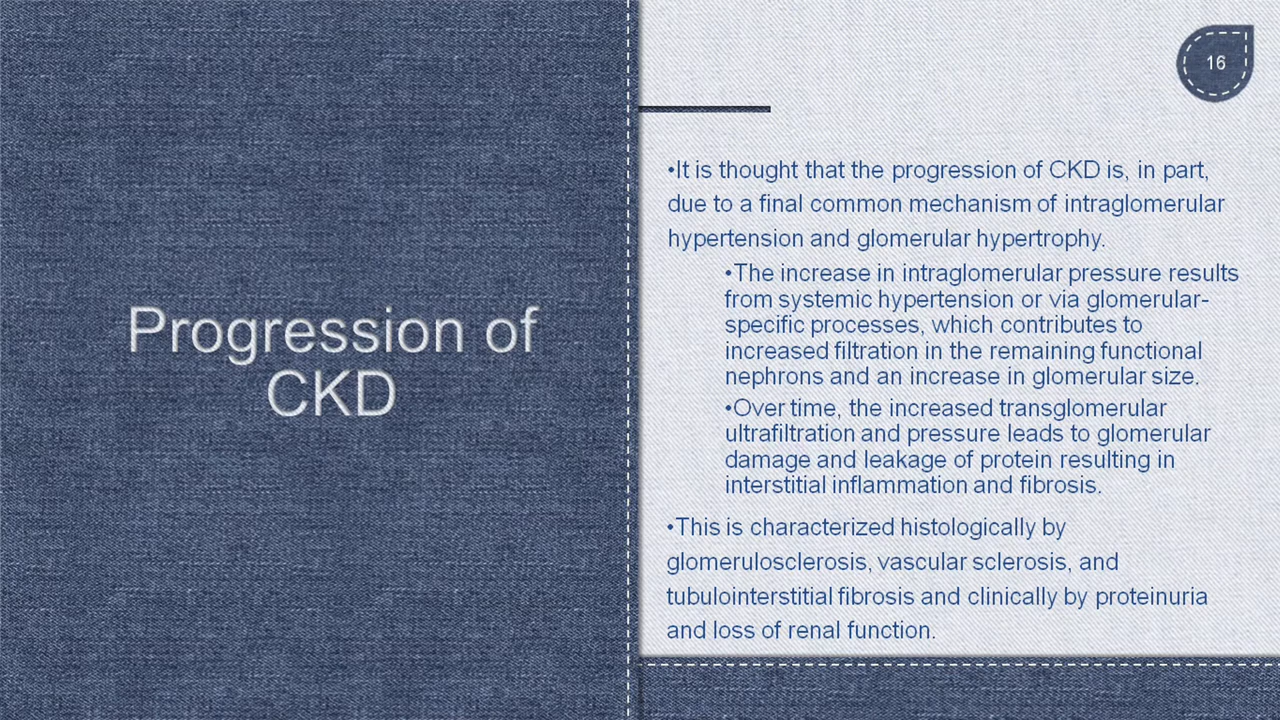 16
Progression of
CKD
•It is thought that the progression of CKD is, in part,
due to a final common mechanism of intraglomerular
hypertension and glomerular hypertrophy.
•The increase in intraglomerular pressure results
from systemic hypertension or via glomerular-
specific processes, which contributes to
increased filtration in the remaining functional
nephrons and an increase in glomerular size.
•Over time, the increased transglomerular
ultrafiltration and pressure leads to glomerular
damage and leakage of protein resulting in
interstitial inflammation and fibrosis.
•This is characterized histologically by
glomerulosclerosis, vascular sclerosis, and
tubulointerstitial fibrosis and clinically by proteinuria
and loss of renal function.